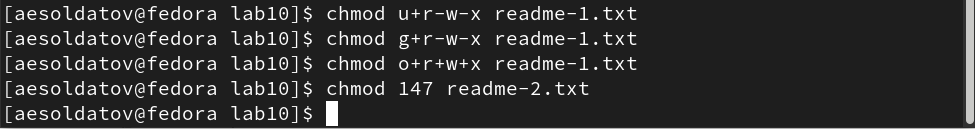 [aesoldatov@fedora lab10]$ chmod u+r-w-x readme-1.txt
[aesoldatov@fedora lab10]$ chmod g+r-w-x readme-1.txt
[aesoldatov@fedora lab10]$ chmod o+r+w+x readme-1.txt
[aesoldatov@fedora lab10]$ chmod 147 readme-2.txt
[aesoldatov@fedora lab10]$